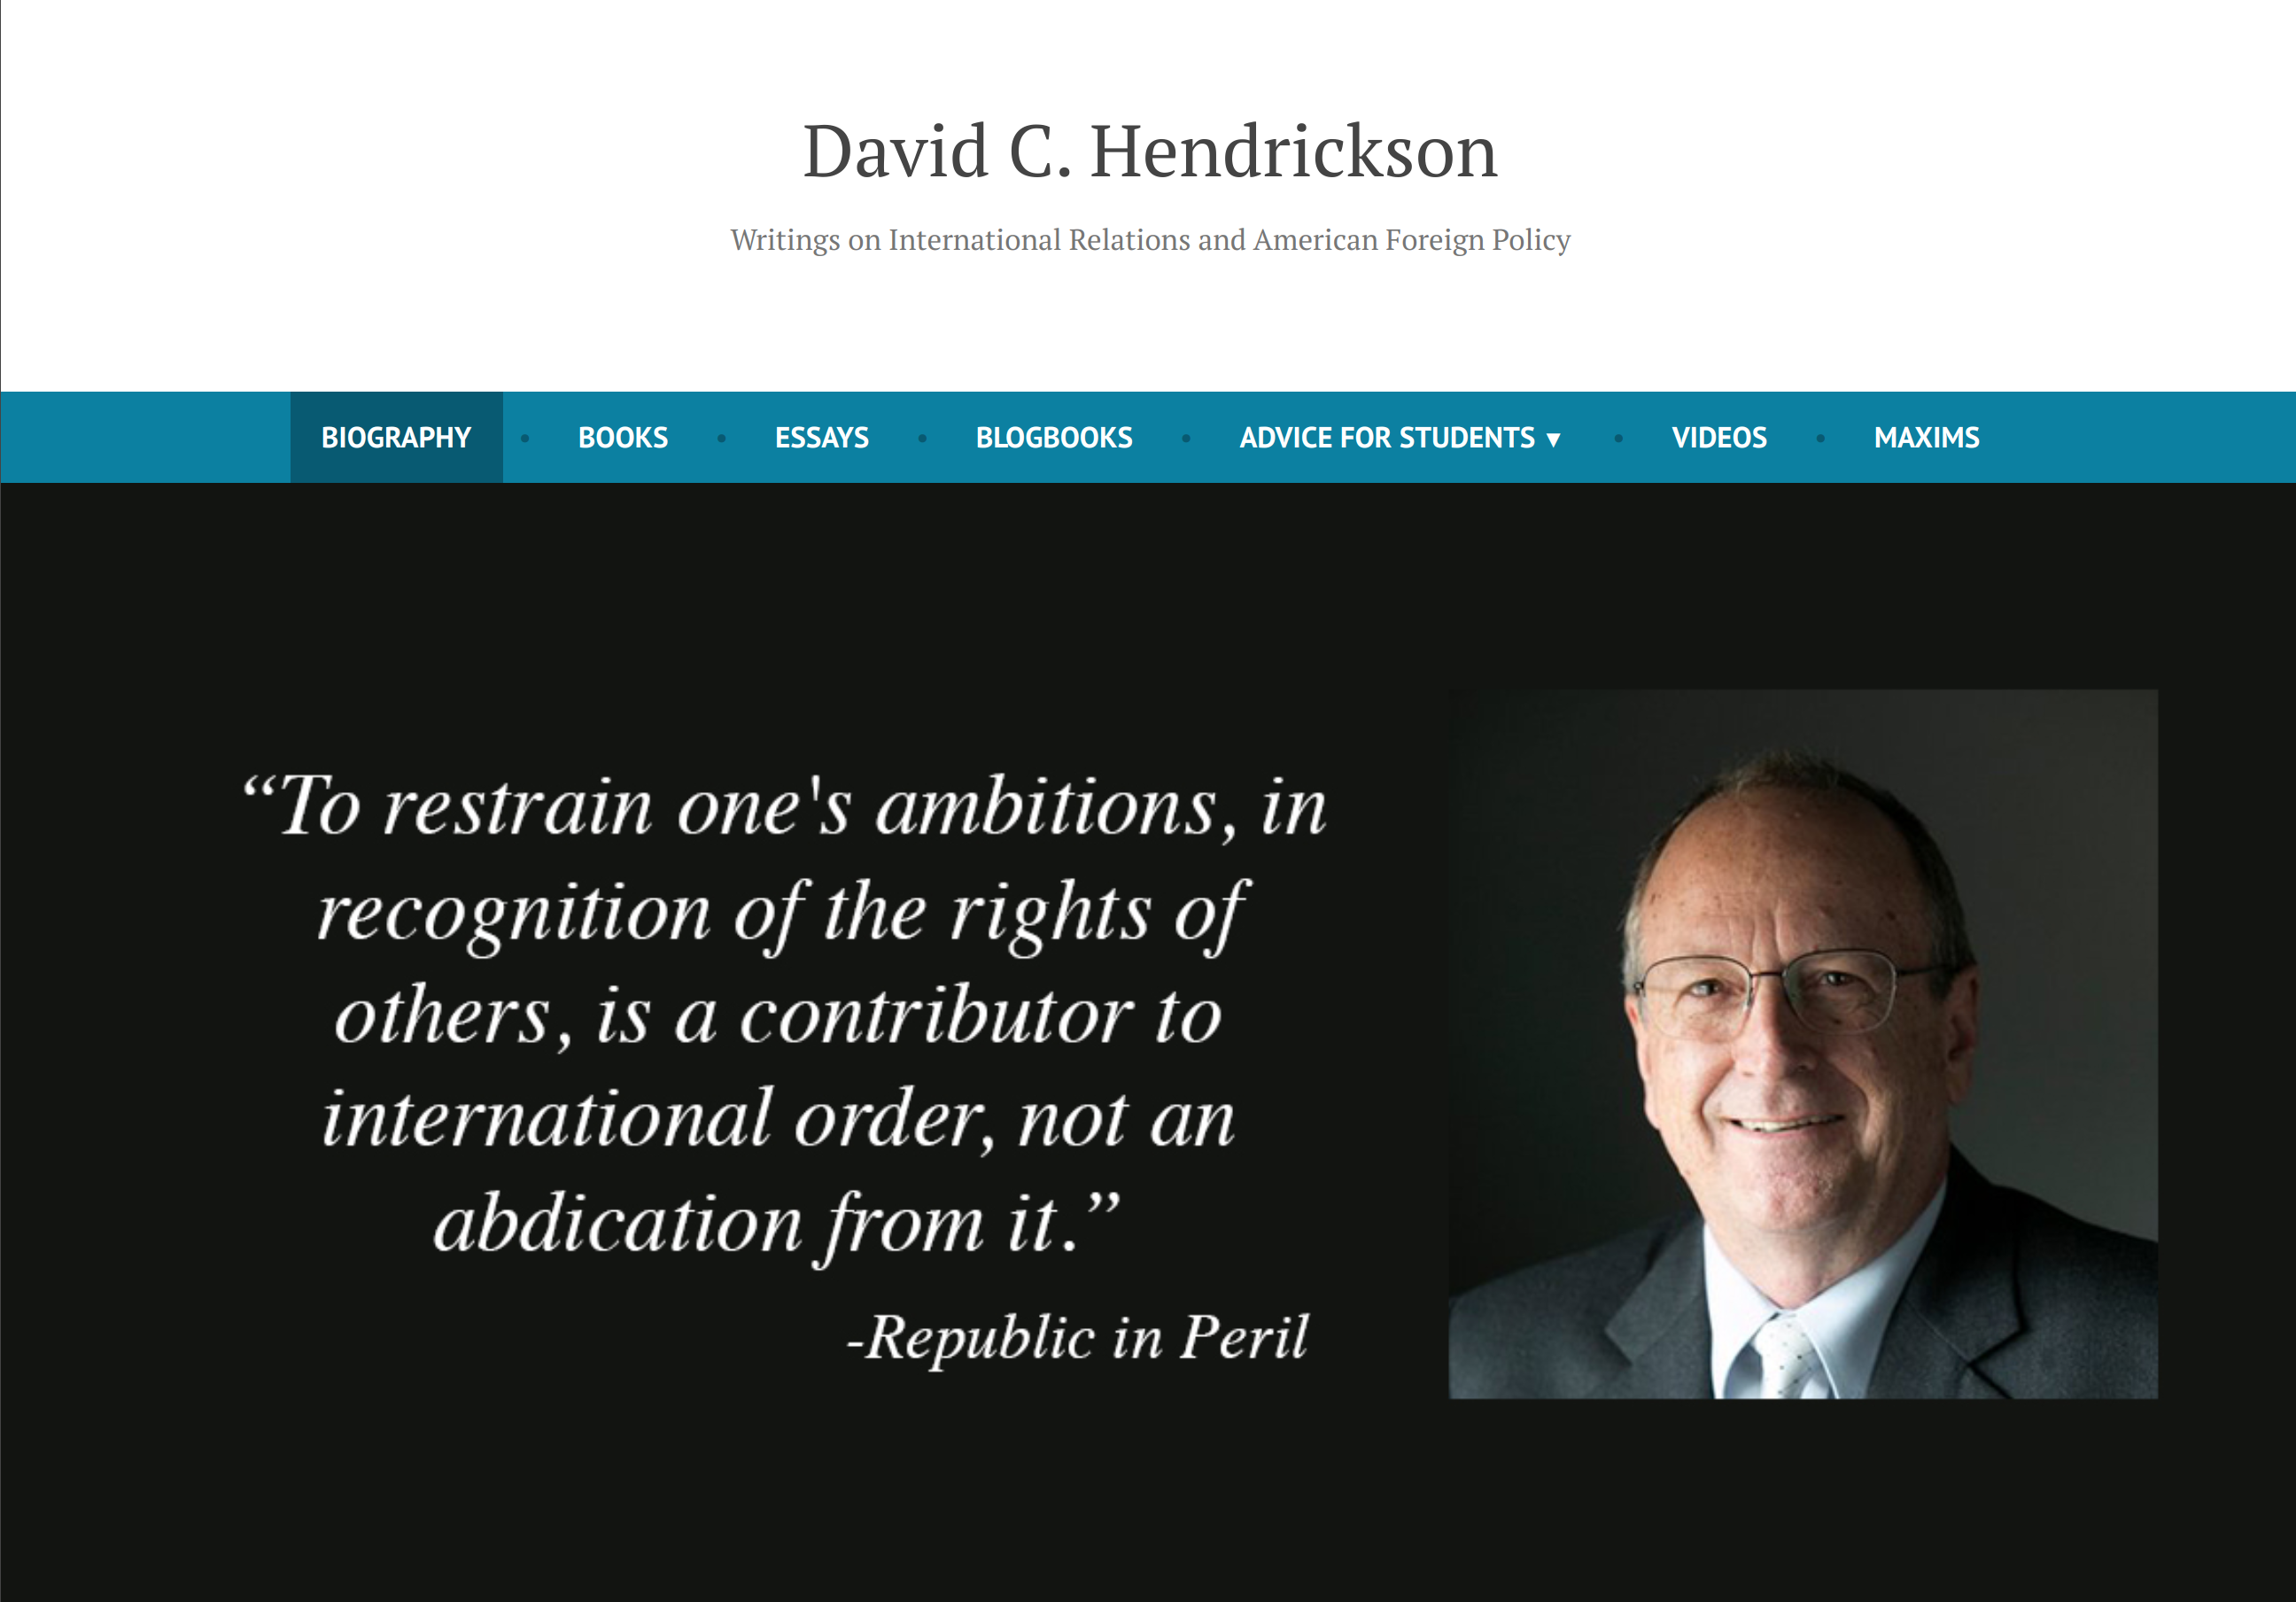 David C. Hendrickson
Writings on International Relations and American Foreign Policy
BIOGRAPHY • BOOKS • ESSAYS • BLOGBOOKS • ADVICE FOR STUDENTS ▼ • VIDEOS • MAXIMS
“To restrain one's ambitions, in
recognition of the rights of
others, is a contributor to
international order, not an
abdication from it.”
-Republic in Peril